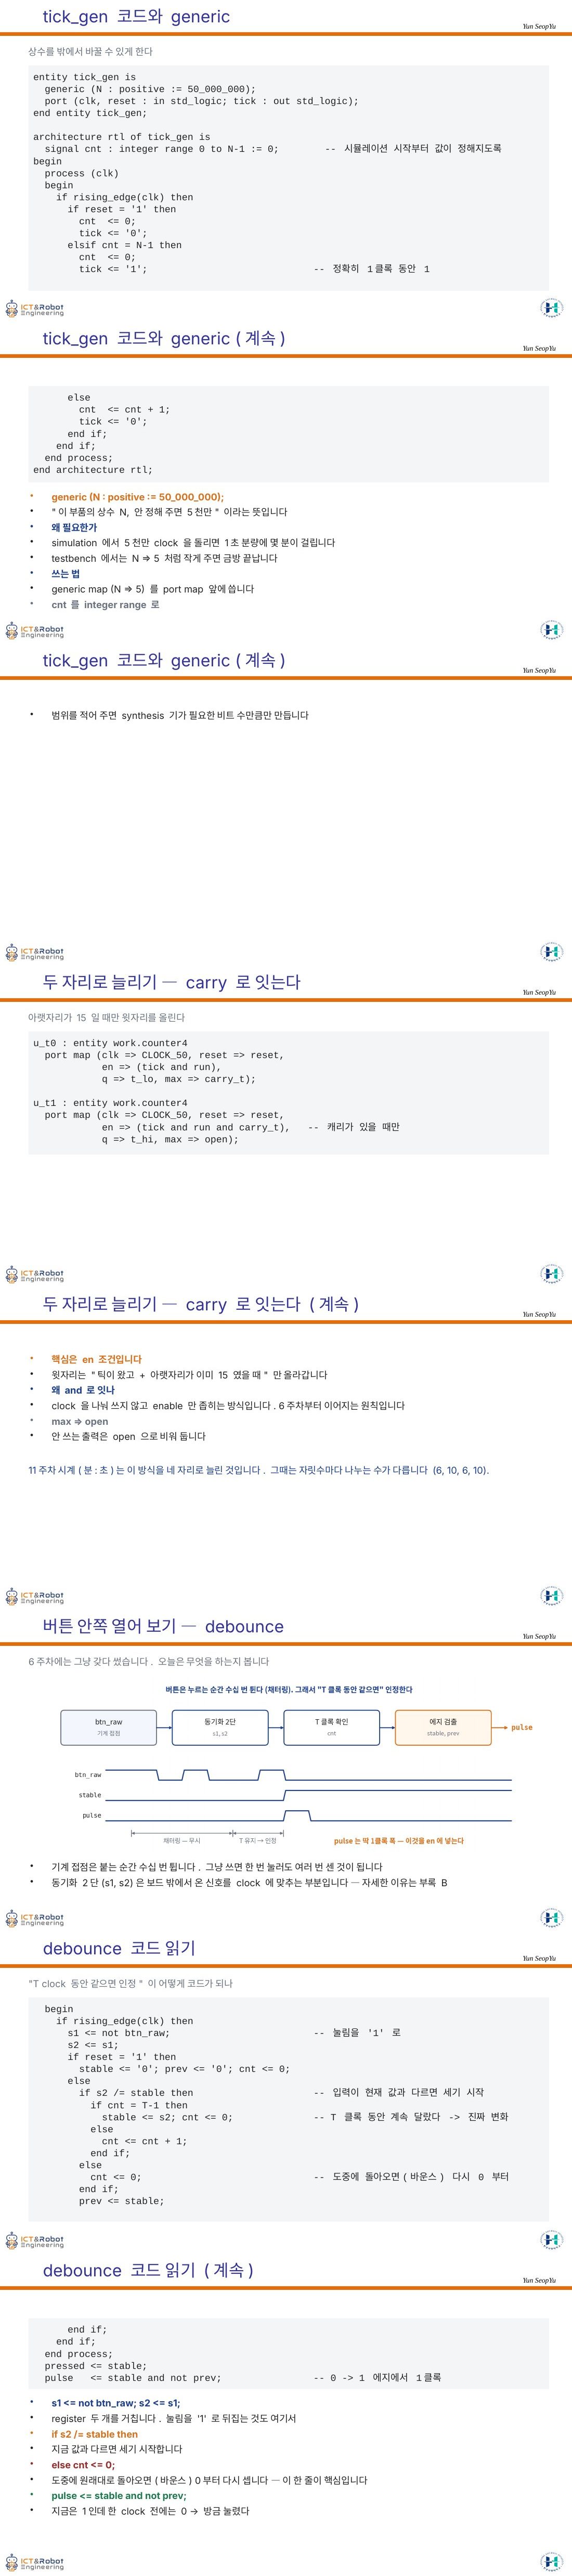 tick_gen 코드와 generic
Yun SeopYu
상수를 밖에서 바꿀 수 있게 한다
entity tick_gen is
  generic (N : positive := 50_000_000);
  port (clk, reset : in std_logic; tick : out std_logic);
end entity tick_gen;
architecture rtl of tick_gen is
  signal cnt : integer range 0 to N-1 := 0;        -- 시뮬레이션 시작부터 값이 정해지도록
begin
  process (clk)
  begin
    if rising_edge(clk) then
      if reset = '1' then
        cnt  <= 0;
        tick <= '0';
      elsif cnt = N-1 then
        cnt  <= 0;
        tick <= '1';                             -- 정확히 1클록 동안 1
ICT&Robot
Engineering
tick_gen 코드와 generic ( 계속 )
Yun SeopYu
      else
        cnt  <= cnt + 1;
        tick <= '0';
      end if;
    end if;
  end process;
end architecture rtl;
• generic (N : positive := 50_000_000);
• " 이 부품의 상수 N, 안 정해 주면 5 천만 " 이라는 뜻입니다
• 왜 필요한가
• simulation 에서 5 천만 clock 을 돌리면 1 초 분량에 몇 분이 걸립니다
• testbench 에서는 N ⇒ 5 처럼 작게 주면 금방 끝납니다
• 쓰는 법
• generic map (N ⇒ 5) 를 port map 앞에 씁니다
• cnt 를 integer range 로
ICT&Robot
Engineering
tick_gen 코드와 generic ( 계속 )
Yun SeopYu
• 범위를 적어 주면 synthesis 기가 필요한 비트 수만큼만 만듭니다
ICT&Robot
Engineering
두 자리로 늘리기 — carry 로 잇는다
Yun SeopYu
아랫자리가 15 일 때만 윗자리를 올린다
u_t0 : entity work.counter4
  port map (clk => CLOCK_50, reset => reset,
            en => (tick and run),
            q => t_lo, max => carry_t);
u_t1 : entity work.counter4
  port map (clk => CLOCK_50, reset => reset,
            en => (tick and run and carry_t),   -- 캐리가 있을 때만
            q => t_hi, max => open);
ICT&Robot
Engineering
두 자리로 늘리기 — carry 로 잇는다 ( 계속 )
Yun SeopYu
• 핵심은 en 조건입니다
• 윗자리는 " 틱이 왔고 + 아랫자리가 이미 15 였을 때 " 만 올라갑니다
• 왜 and 로 잇나
• clock 을 나눠 쓰지 않고 enable 만 좁히는 방식입니다 . 6 주차부터 이어지는 원칙입니다
• max ⇒ open
• 안 쓰는 출력은 open 으로 비워 둡니다
11 주차 시계 ( 분 : 초 ) 는 이 방식을 네 자리로 늘린 것입니다 . 그때는 자릿수마다 나누는 수가 다릅니다 (6, 10, 6, 10).
ICT&Robot
Engineering
버튼 안쪽 열어 보기 — debounce
Yun SeopYu
6 주차에는 그냥 갖다 썼습니다 . 오늘은 무엇을 하는지 봅니다
버튼은 누르는 순간 수십 번 튄다 (채터링). 그래서 "T 클록 동안 같으면" 인정한다
btn_raw
기계 접점
동기화 2단
s1, s2
T 클록 확인
cnt
에지 검출
stable, prev
pulse
btn_raw
stable
pulse
채터링 — 무시
T 유지 → 인정
pulse 는 딱 1클록 폭 — 이것을 en 에 넣는다
• 기계 접점은 붙는 순간 수십 번 튑니다 . 그냥 쓰면 한 번 눌러도 여러 번 센 것이 됩니다
• 동기화 2 단 (s1, s2) 은 보드 밖에서 온 신호를 clock 에 맞추는 부분입니다 — 자세한 이유는 부록 B
ICT&Robot
Engineering
debounce 코드 읽기
Yun SeopYu
"T clock 동안 같으면 인정 " 이 어떻게 코드가 되나
  begin
    if rising_edge(clk) then
      s1 <= not btn_raw;                         -- 눌림을 '1' 로
      s2 <= s1;
      if reset = '1' then
        stable <= '0'; prev <= '0'; cnt <= 0;
      else
        if s2 /= stable then                     -- 입력이 현재 값과 다르면 세기 시작
          if cnt = T-1 then
            stable <= s2; cnt <= 0;              -- T 클록 동안 계속 달랐다 -> 진짜 변화
          else
            cnt <= cnt + 1;
          end if;
        else
          cnt <= 0;                              -- 도중에 돌아오면 ( 바운스 ) 다시 0 부터
        end if;
        prev <= stable;
ICT&Robot
Engineering
debounce 코드 읽기 ( 계속 )
Yun SeopYu
      end if;
    end if;
  end process;
  pressed <= stable;
  pulse   <= stable and not prev;                -- 0 -> 1 에지에서 1클록
• s1 <= not btn_raw; s2 <= s1;
• register 두 개를 거칩니다 . 눌림을 '1' 로 뒤집는 것도 여기서
• if s2 /= stable then
• 지금 값과 다르면 세기 시작합니다
• else cnt <= 0;
• 도중에 원래대로 돌아오면 ( 바운스 ) 0 부터 다시 셉니다 — 이 한 줄이 핵심입니다
• pulse <= stable and not prev;
• 지금은 1 인데 한 clock 전에는 0 → 방금 눌렸다
ICT&Robot
Engineering